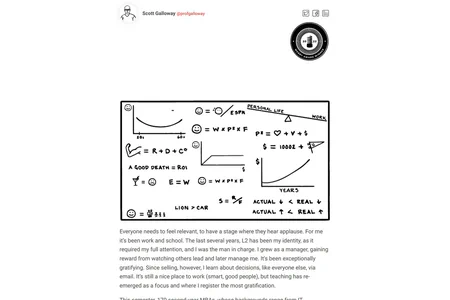 Scott Galloway @profgalloway
PERSONAL LIFE
WORK
ESPN
= W x P² x F
P² = + V + $
20s 60s
= R + D + C°
$ = 1000± +
A GOOD DEATH = ROI
$
$
E = W
= W x P² x F
YEARS
S = R/F
LION > CAR
ACTUAL ↓ < REAL ↓
ACTUAL ↑ < REAL ↑
Everyone needs to feel relevant; to have a stage where they hear applause. For me
it's been work and school. The last several years, L2 has been my identity, as it
required my full attention, and I was the man in charge. I grew as a manager, gaining
reward from watching others lead and later manage me. It's been exceptionally
gratifying. Since selling, however, I learn about decisions, like everyone else, via
email. It's still a nice place to work (smart, good people), but teaching has re-
emerged as a focus and where I register the most gratification.
This semester, 170 second-year MBAs, whose backgrounds range from IT